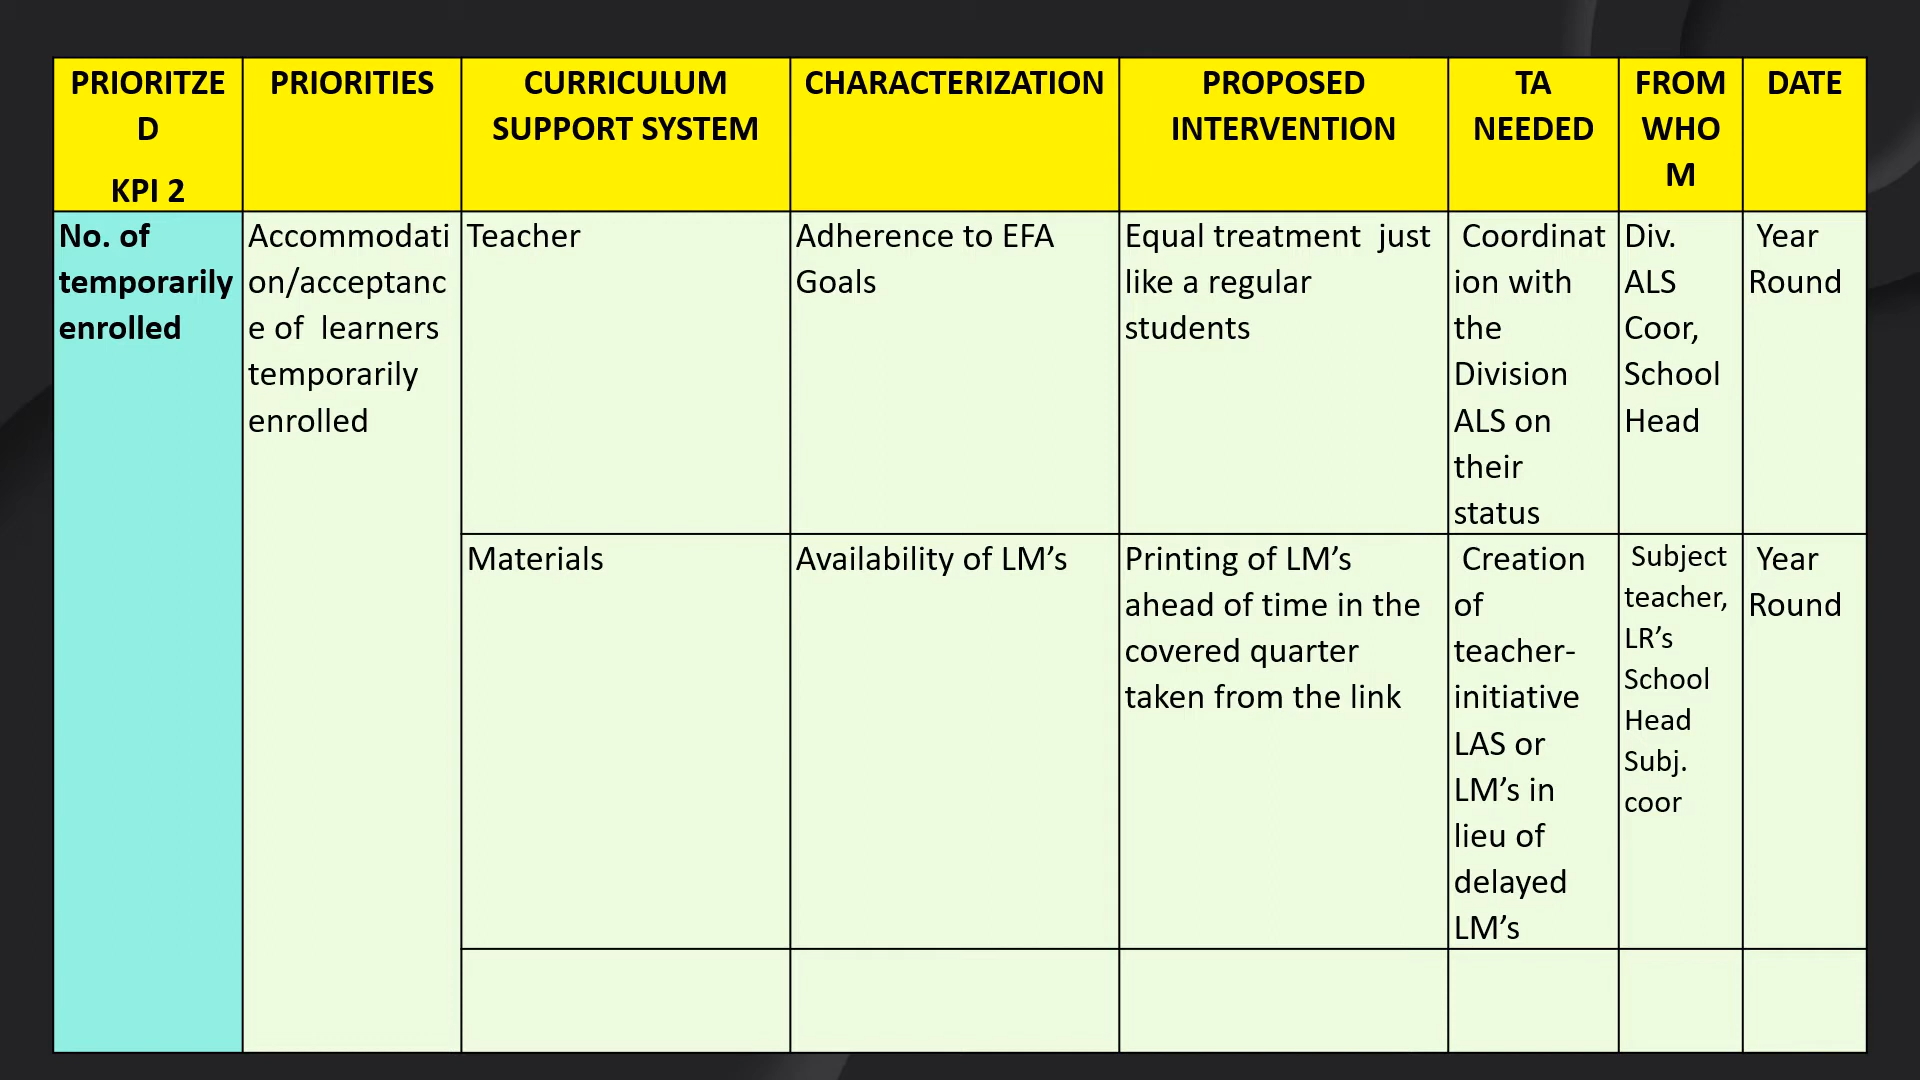 PRIORITZE
D
KPI 2
PRIORITIES
CURRICULUM
SUPPORT SYSTEM
CHARACTERIZATION
PROPOSED
INTERVENTION
TA
NEEDED
FROM
WHO
M
DATE
No. of
temporarily
enrolled
Accommodati
on/acceptanc
e of  learners
temporarily
enrolled
Teacher
Adherence to EFA
Goals
Equal treatment  just
like a regular
students
Coordinat
ion with
the
Division
ALS on
their
status
Div.
ALS
Coor,
School
Head
Year
Round
Materials
Availability of LM’s
Printing of LM’s
ahead of time in the
covered quarter
taken from the link
Creation
of
teacher-
initiative
LAS or
LM’s in
lieu of
delayed
LM’s
Subject
teacher,
LR’s
School
Head
Subj.
coor
Year
Round